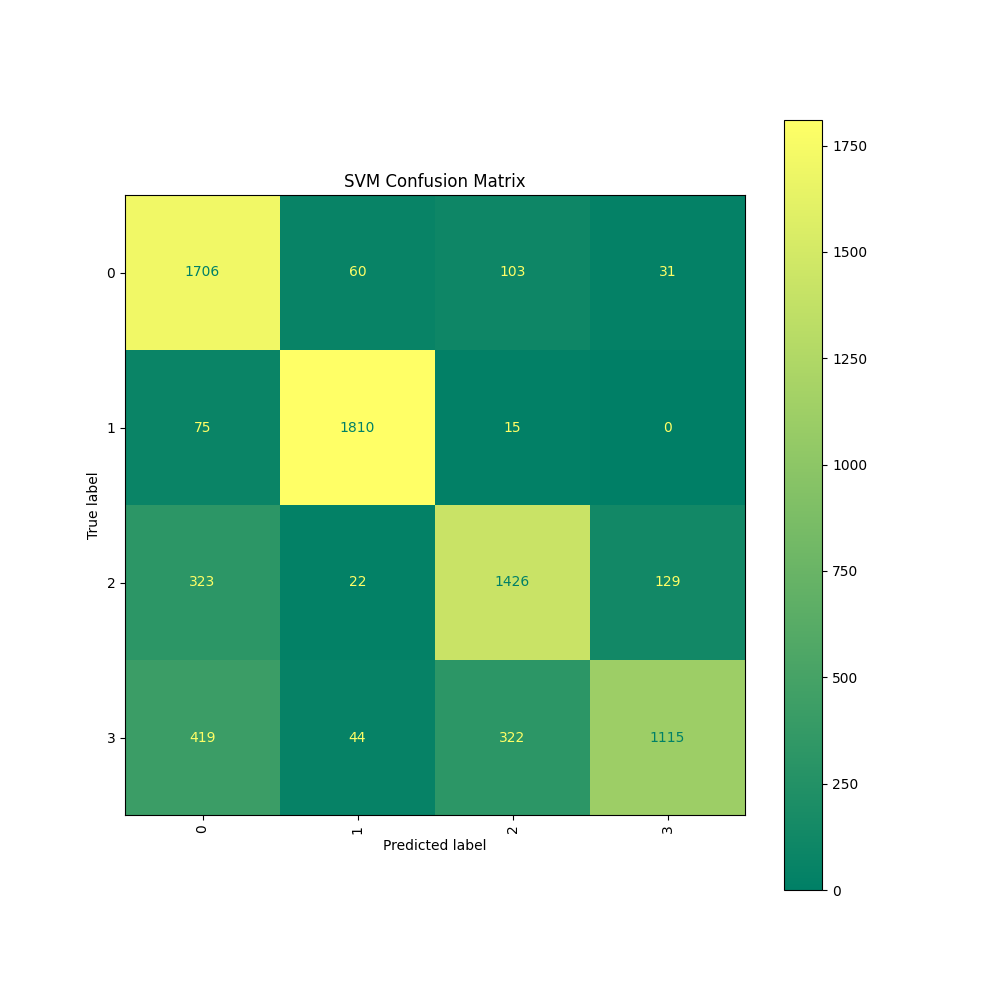 SVM Confusion Matrix
0 1706 60 103 31
1 75 1810 15 0
2 323 22 1426 129
3 419 44 322 1115
True label
0 1 2 3
Predicted label
1750
1500
1250
1000
750
500
250
0